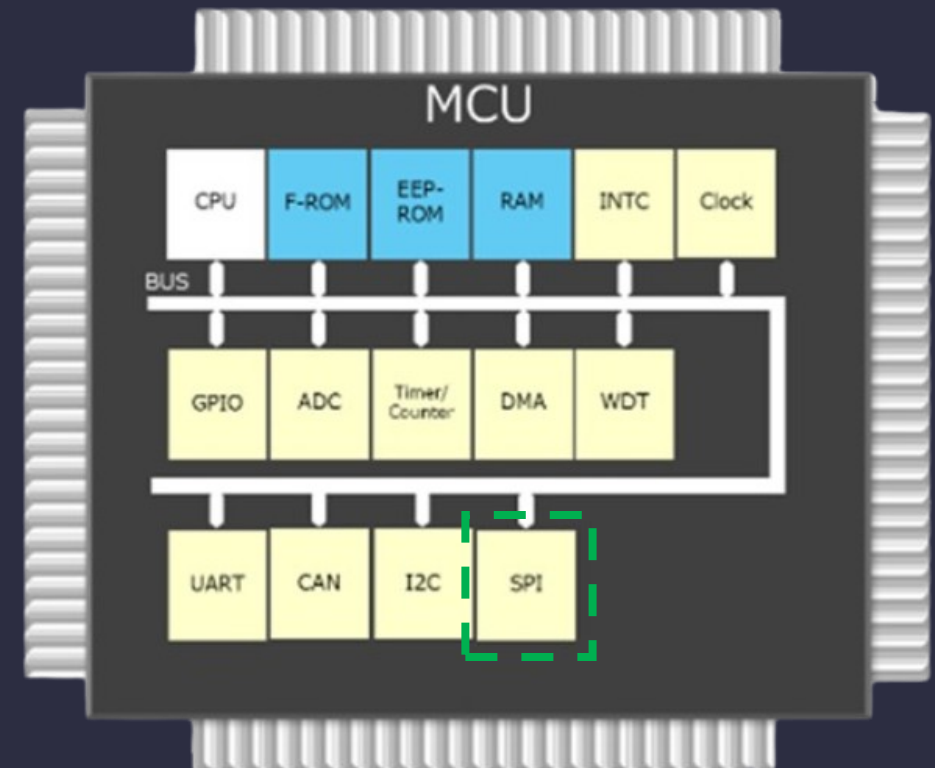 MCU
CPU
F-ROM
EEP-
ROM
RAM
INTC
Clock
BUS
GPIO
ADC
Timer/
Counter
DMA
WDT
UART
CAN
I2C
SPI